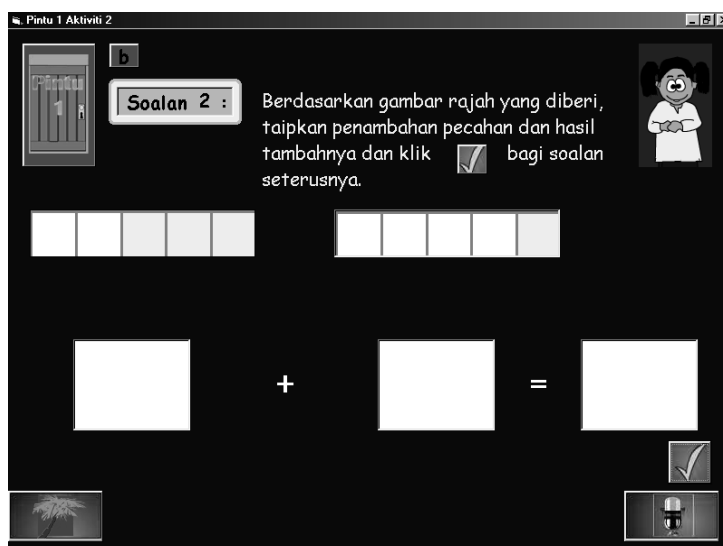 Pintu 1 Aktiviti 2
Pintu
1
b
Soalan 2 :
Berdasarkan gambar rajah yang diberi,
taipkan penambahan pecahan dan hasil
tambahnya dan klik bagi soalan
seterusnya.
+ =